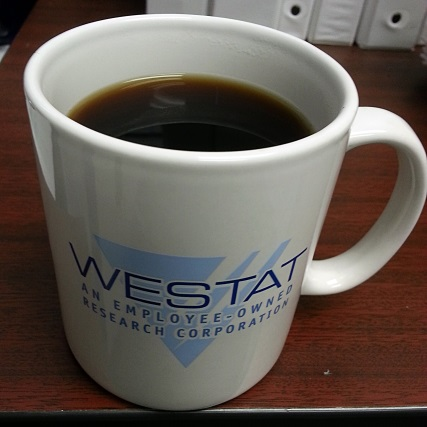 WESTAT
AN EMPLOYEE-OWNED
RESEARCH CORPORATION